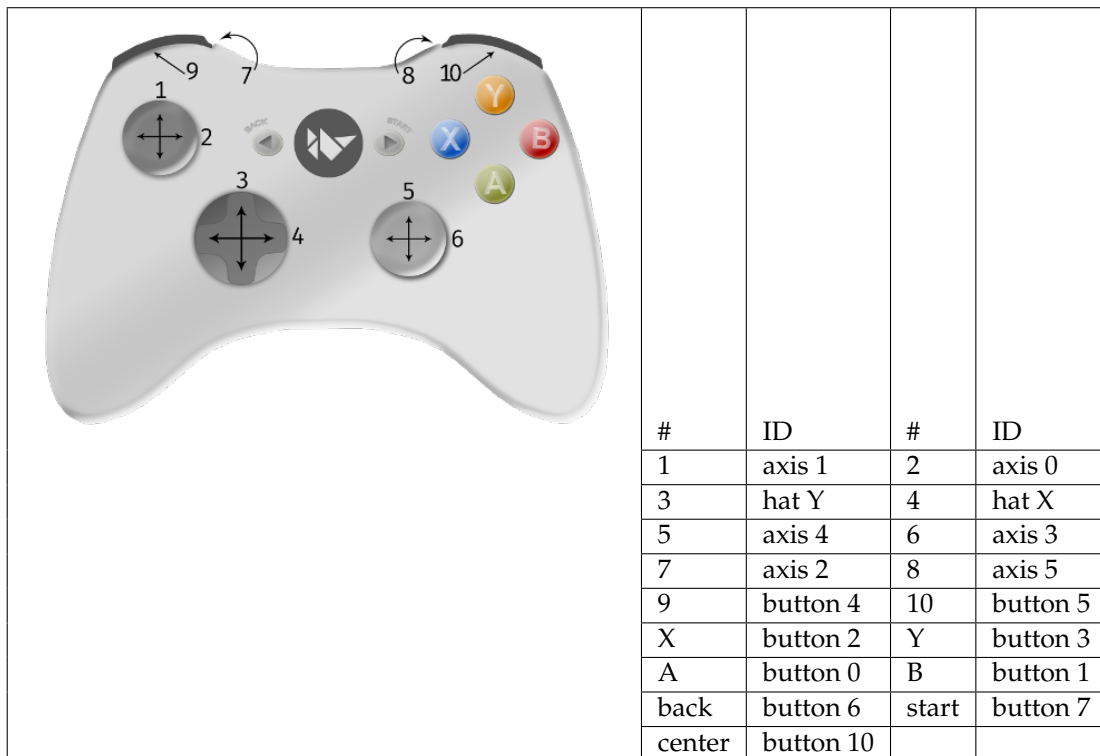 9 7 8 10
Y
1
BACK START
2 X B
A
3 5
4 6
# ID # ID
1 axis 1 2 axis 0
3 hat Y 4 hat X
5 axis 4 6 axis 3
7 axis 2 8 axis 5
9 button 4 10 button 5
X button 2 Y button 3
A button 0 B button 1
back button 6 start button 7
center button 10